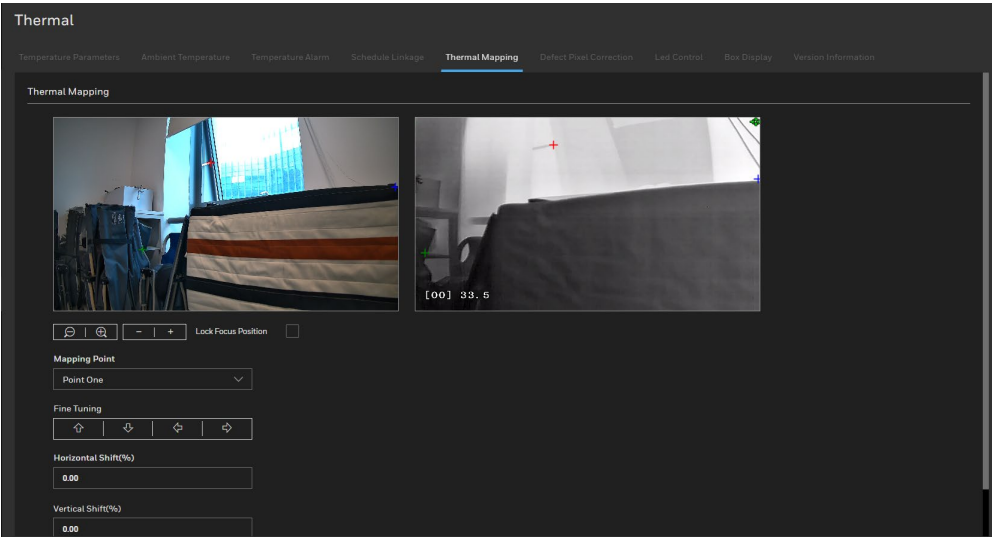 Thermal
Temperature Parameters Ambient Temperature Temperature Alarm Schedule Linkage Thermal Mapping Defect Pixel Correction Led Control Box Display Version Information
Thermal Mapping
[00] 33.5
- | + Lock Focus Position
Mapping Point
Point One
Fine Tuning
Horizontal Shift(%)
0.00
Vertical Shift(%)
0.00